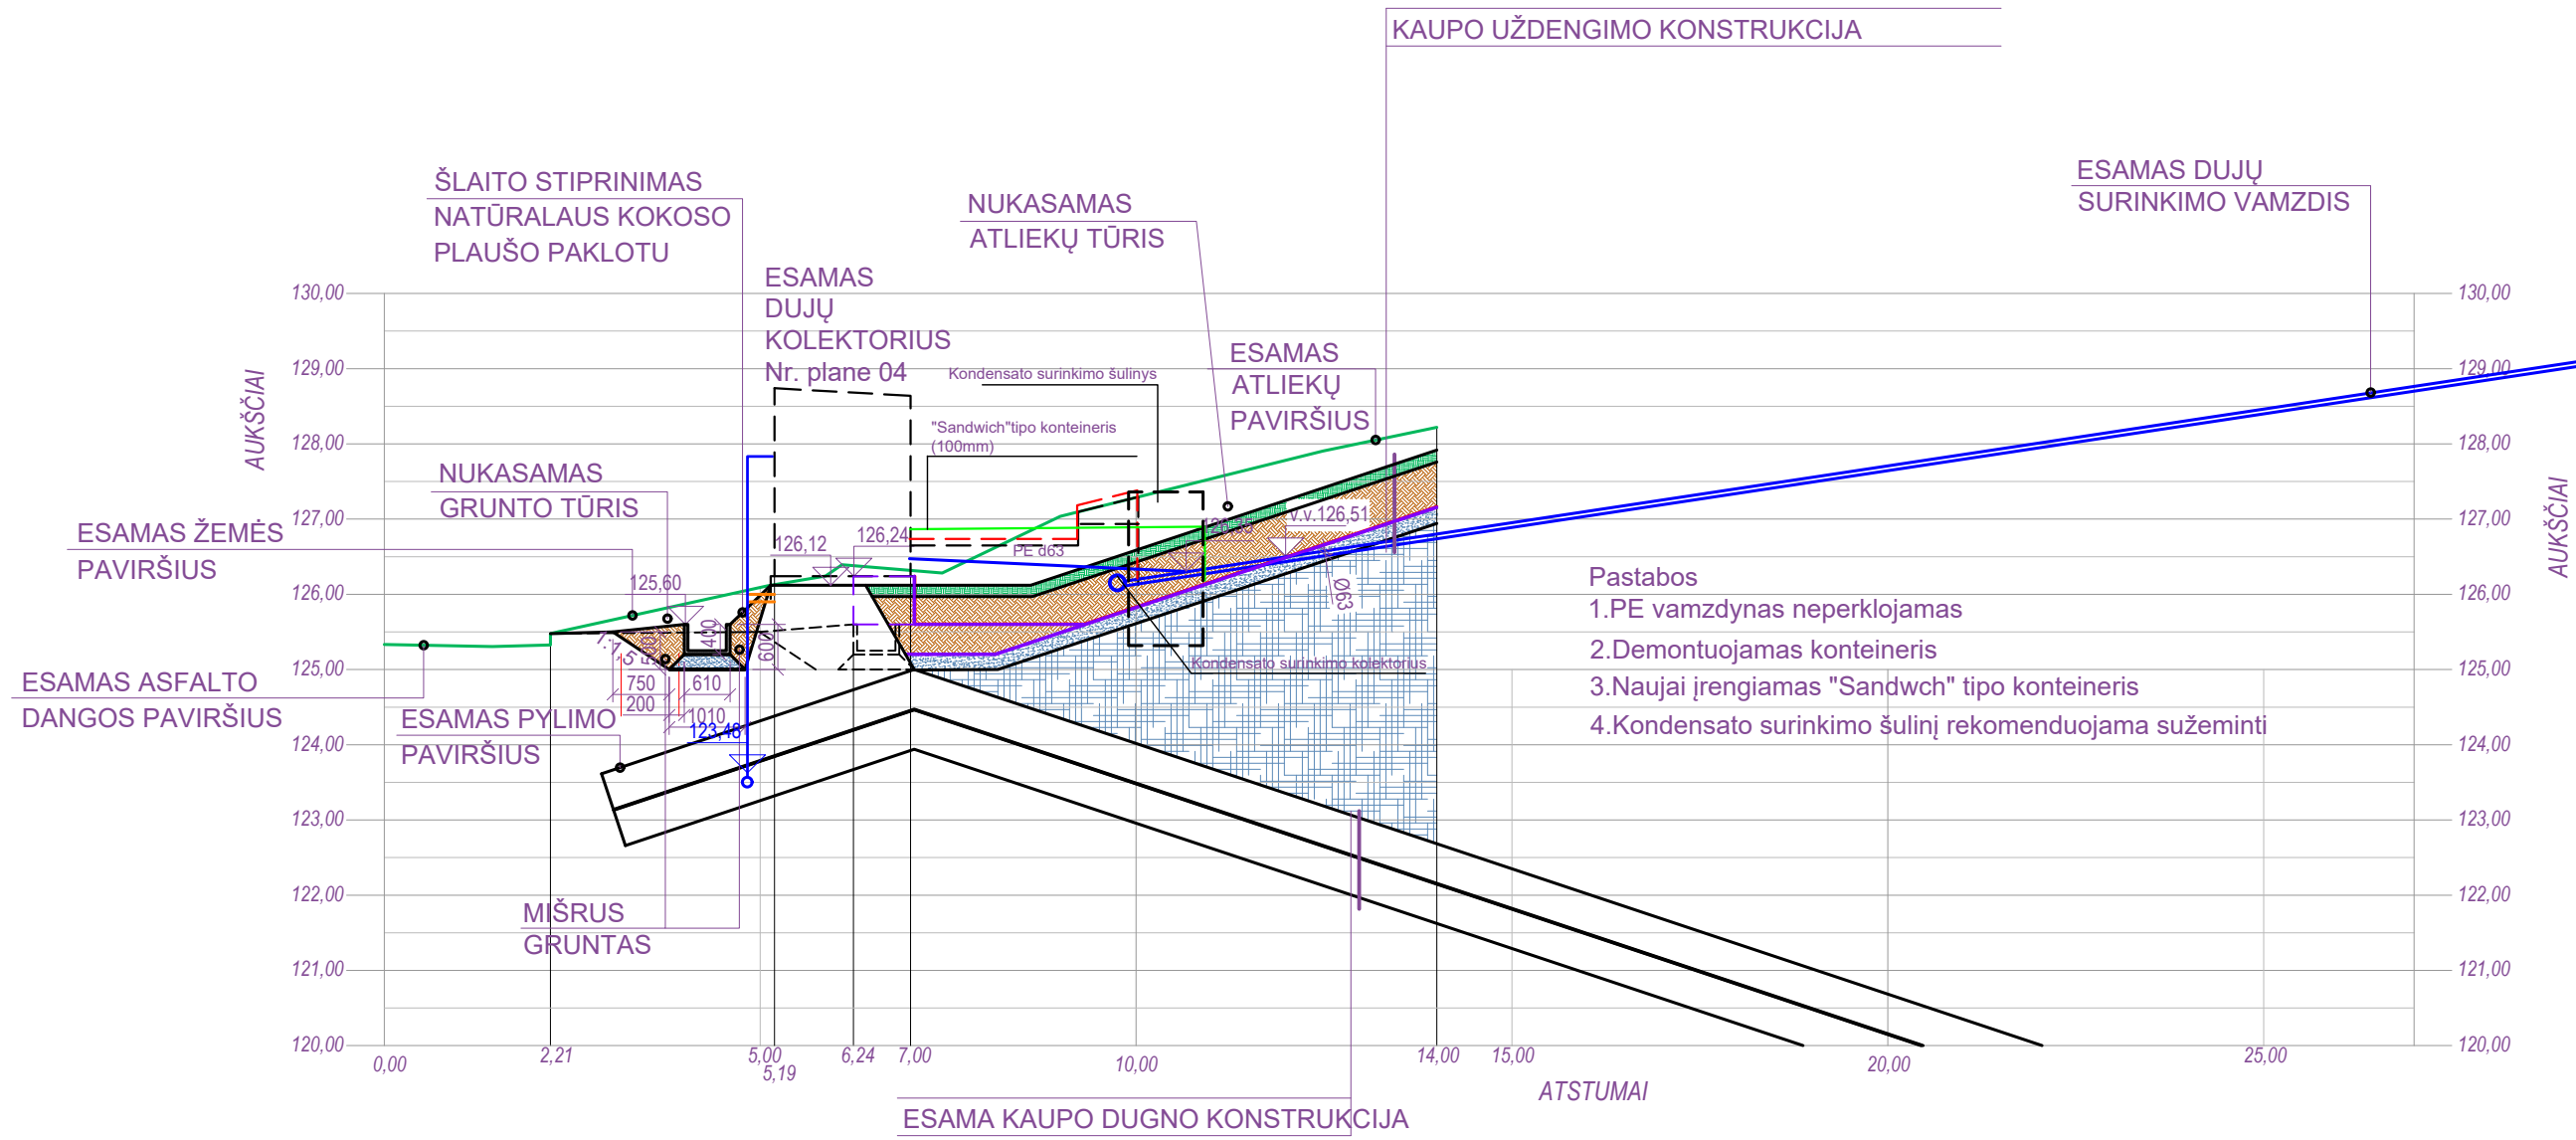 KAUPO UŽDENGIMO KONSTRUKCIJA
ŠLAITO STIPRINIMAS
NATŪRALAUS KOKOSO
PLAUŠO PAKLOTU
NUKASAMAS
ATLIEKŲ TŪRIS
ESAMAS DUJŲ
SURINKIMO VAMZDIS
ESAMAS
DUJŲ
KOLEKTORIUS
Nr. plane 04
Kondensato surinkimo šulinys
"Sandwich"tipo konteineris
(100mm)
ESAMAS
ATLIEKŲ
PAVIRŠIUS
NUKASAMAS
GRUNTO TŪRIS
ESAMAS ŽEMĖS
PAVIRŠIUS
ESAMAS ASFALTO
DANGOS PAVIRŠIUS
ESAMAS PYLIMO
PAVIRŠIUS
MIŠRUS
GRUNTAS
130,00
129,00
128,00
127,00
126,00
125,00
124,00
123,00
122,00
121,00
120,00
AUKŠČIAI
125,60
126,12
126,24
PE d63
v.v.126,51
Ø63
1:1,5
500
400
600
750
610
200
1010
123,48
Kondensato surinkimo kolektorius
Pastabos
1.PE vamzdynas neperklojamas
2.Demontuojamas konteineris
3.Naujai įrengiamas "Sandwch" tipo konteineris
4.Kondensato surinkimo šulinį rekomenduojama sužeminti
130,00
129,00
128,00
127,00
126,00
125,00
124,00
123,00
122,00
121,00
120,00
AUKŠČIAI
0,00
2,21
5,00
5,19
6,24
7,00
10,00
14,00
15,00
20,00
25,00
ATSTUMAI
ESAMA KAUPO DUGNO KONSTRUKCIJA